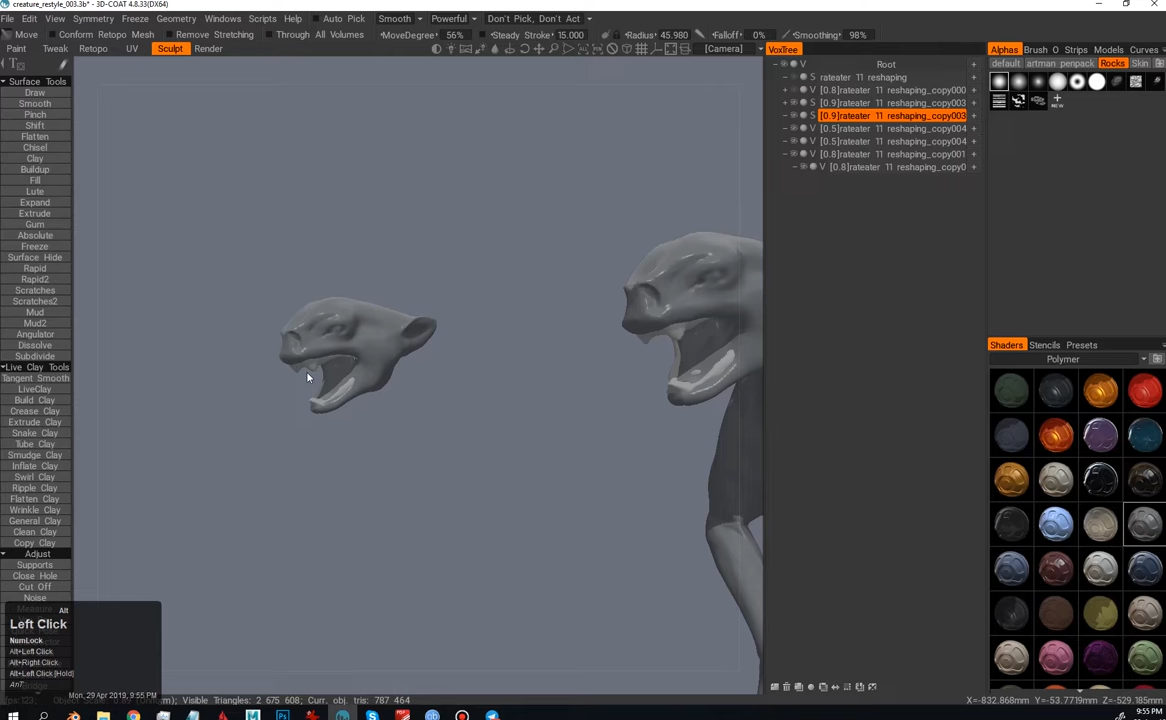 creature_restyle_003.3b* - 3D-COAT 4.8.33(DX64)
File Edit View Symmetry Freeze Geometry Windows Scripts Help Auto Pick Smooth Powerful Don't Pick, Don't Act
Move Remove Stretching Through All Volumes MoveDegree 56% Steady Stroke 15.000 Radius 45.980 Falloff 0% Smoothing 98%
Paint Tweak Retopo UV Sculpt Render [Camera] VoxTree Alphas Brush O Strips Models Curves
default artman penpack Rocks Skin
V Root
S rateater 11 reshaping
V [0.8]rateater 11 reshaping_copy000
S [0.9]rateater 11 reshaping_copy003
S [0.9]rateater 11 reshaping_copy003
V [0.5]rateater 11 reshaping_copy004
V [0.5]rateater 11 reshaping_copy004
V [0.8]rateater 11 reshaping_copy001
V [0.8]rateater 11 reshaping_copy0
NEW
Surface Tools
Draw
Smooth
Pinch
Shift
Flatten
Chisel
Clay
Buildup
Fill
Lute
Expand
Extrude
Gum
Absolute
Freeze
Surface Hide
Rapid
Rapid2
Scratches
Scratches2
Mud
Mud2
Angulator
Dissolve
Subdivide
Live Clay Tools
Tangent Smooth
LiveClay
Build Clay
Crease Clay
Extrude Clay
Snake Clay
Tube Clay
Smudge Clay
Inflate Clay
Swirl Clay
Ripple Clay
Flatten Clay
Wrinkle Clay
General Clay
Clean Clay
Copy Clay
Adjust
Supports
Close Hole
Cut Off
Noise
Measure
Shaders Stencils Presets
Polymer
Alt
Left Click
NumLock
Alt+Left Click
Alt+Right Click
Alt+Left Click [Hold]
Mon, 29 Apr 2019, 9:55 PM
Visible Triangles: 2 675 608; Curr. obj. tris: 787 464
X=-832.868mm Y=-53.7719mm Z=-529.185mm
9:55 PM